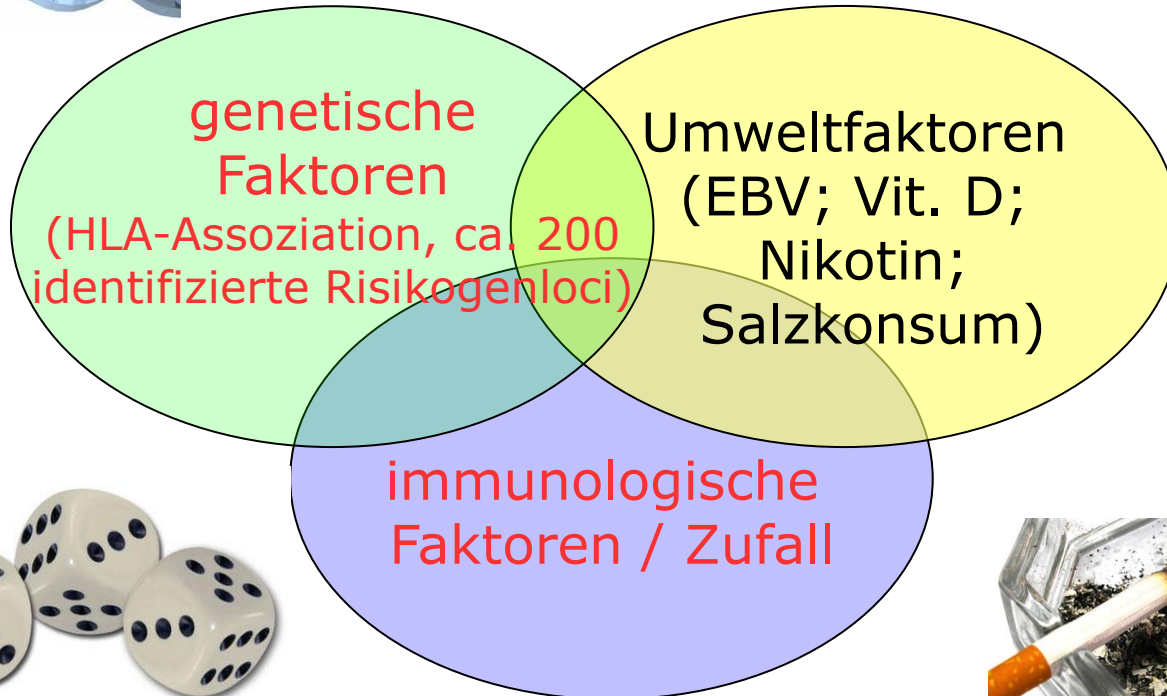 genetische
Faktoren
(HLA-Assoziation, ca. 200
identifizierte Risikogenloci)
Umweltfaktoren
(EBV; Vit. D;
Nikotin;
Salzkonsum)
immunologische
Faktoren / Zufall